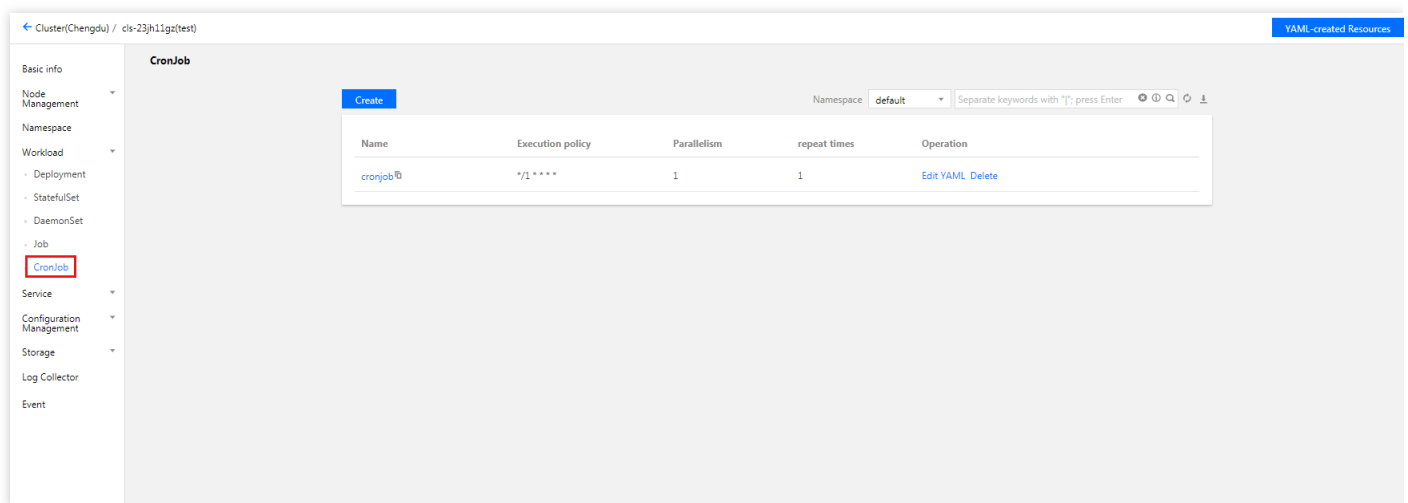 Cluster(Chengdu) / cls-23jh11gz(test)
YAML-created Resources
Basic info
Node
Management
Namespace
Workload
Deployment
StatefulSet
DaemonSet
Job
CronJob
Service
Configuration
Management
Storage
Log Collector
Event
CronJob
Create
Namespace default Separate keywords with "|"; press Enter
Name Execution policy Parallelism repeat times Operation
cronjob */1 * * * * 1 1 Edit YAML Delete